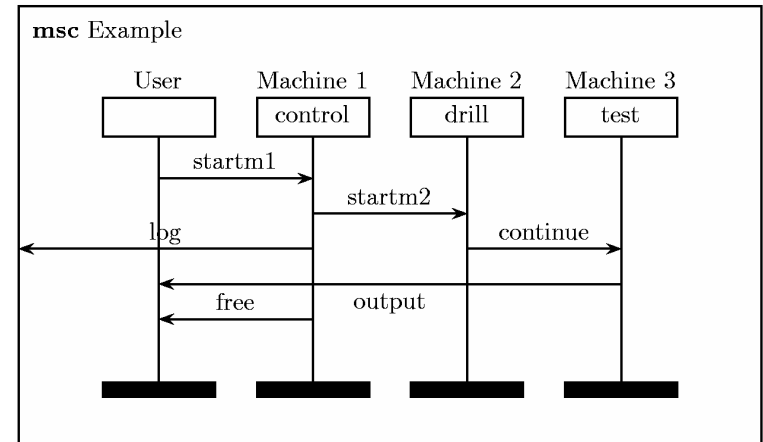 msc Example
User Machine 1 Machine 2 Machine 3
control drill test
startm1
startm2
log continue
free output